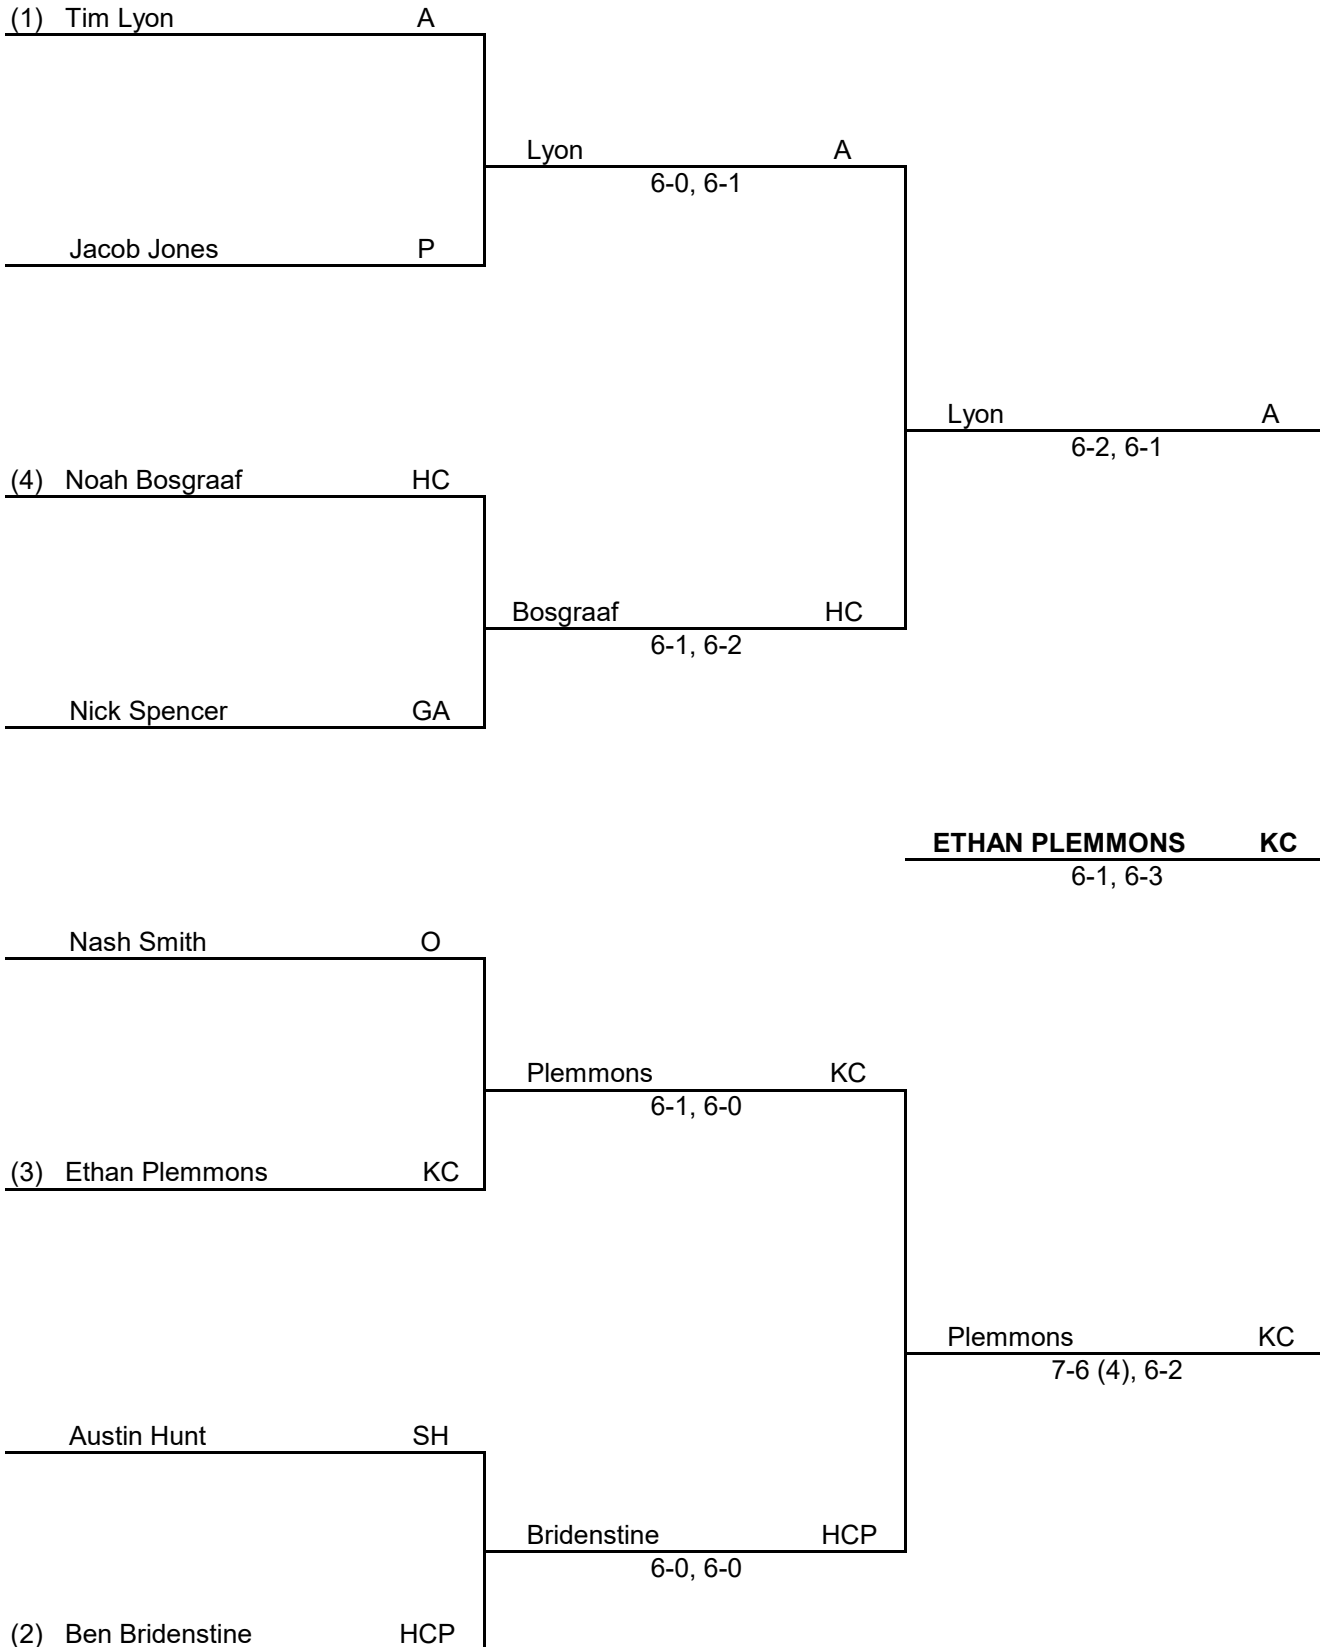 (1) Tim Lyon A
Lyon A
6-0, 6-1
Jacob Jones P
Lyon A
6-2, 6-1
(4) Noah Bosgraaf HC
Bosgraaf HC
6-1, 6-2
Nick Spencer GA
ETHAN PLEMMONS KC
6-1, 6-3
Nash Smith O
Plemmons KC
6-1, 6-0
(3) Ethan Plemmons KC
Plemmons KC
7-6 (4), 6-2
Austin Hunt SH
Bridenstine HCP
6-0, 6-0
(2) Ben Bridenstine HCP